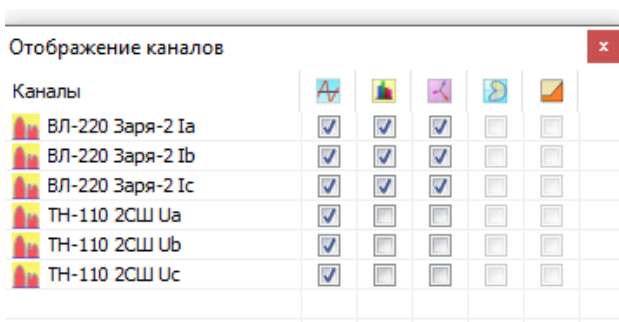 Отображение каналов x
Каналы
ВЛ-220 Заря-2 Ia
ВЛ-220 Заря-2 Ib
ВЛ-220 Заря-2 Ic
ТН-110 2СШ Ua
ТН-110 2СШ Ub
ТН-110 2СШ Uc